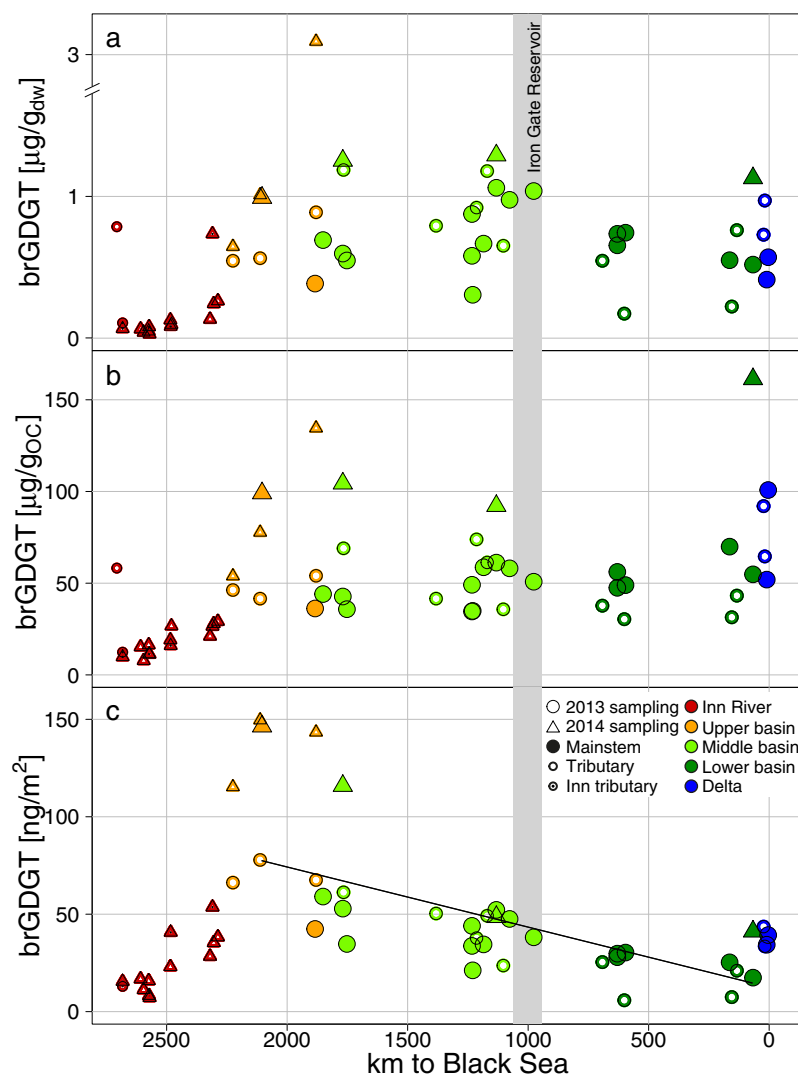 a
3
1
0
brGDGT [μg/gdw]
Iron Gate Reservoir
b
150
100
50
0
brGDGT [μg/gOC]
c
150
100
50
0
brGDGT [ng/m²]
2013 sampling
2014 sampling
Mainstem
Tributary
Inn tributary
Inn River
Upper basin
Middle basin
Lower basin
Delta
2500 2000 1500 1000 500 0
km to Black Sea